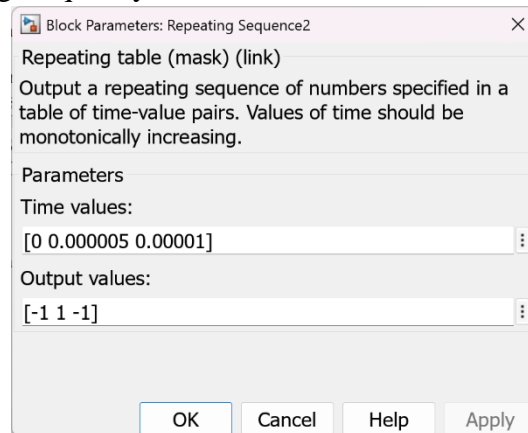 Block Parameters: Repeating Sequence2
Repeating table (mask) (link)
Output a repeating sequence of numbers specified in a
table of time-value pairs. Values of time should be
monotonically increasing.
Parameters
Time values:
[0 0.000005 0.00001]
Output values:
[-1 1 -1]
OK Cancel Help Apply